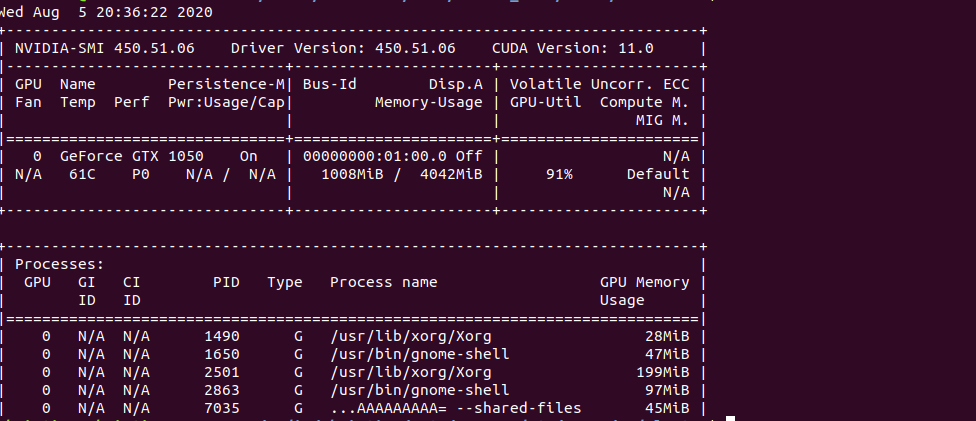 Wed Aug  5 20:36:22 2020
+-----------------------------------------------------------------------------+
| NVIDIA-SMI 450.51.06    Driver Version: 450.51.06    CUDA Version: 11.0     |
|-------------------------------+----------------------+----------------------+
| GPU  Name        Persistence-M| Bus-Id        Disp.A | Volatile Uncorr. ECC |
| Fan  Temp  Perf  Pwr:Usage/Cap|         Memory-Usage | GPU-Util  Compute M. |
|                               |                      |               MIG M. |
|===============================+======================+======================|
|   0  GeForce GTX 1050    On   | 00000000:01:00.0 Off |                  N/A |
| N/A   61C    P0    N/A /  N/A |   1008MiB /  4042MiB |     91%      Default |
|                               |                      |                  N/A |
+-------------------------------+----------------------+----------------------+

+-----------------------------------------------------------------------------+
| Processes:                                                                  |
|  GPU   GI   CI        PID   Type   Process name                  GPU Memory |
|        ID   ID                                                   Usage      |
|=============================================================================|
|    0   N/A  N/A      1490      G   /usr/lib/xorg/Xorg                 28MiB |
|    0   N/A  N/A      1650      G   /usr/bin/gnome-shell               47MiB |
|    0   N/A  N/A      2501      G   /usr/lib/xorg/Xorg                199MiB |
|    0   N/A  N/A      2863      G   /usr/bin/gnome-shell               97MiB |
|    0   N/A  N/A      7035      G   ...AAAAAAAAA= --shared-files       45MiB |